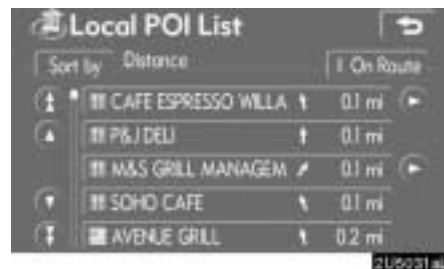 Local POI List
Sort by Distance On Route
CAFE ESPRESSO WILLA 0.1 mi
P&J DELI 0.1 mi
M&S GRILL MANAGEM 0.1 mi
SOHO CAFE 0.1 mi
AVENUE GRILL 0.2 mi
2U5031aI